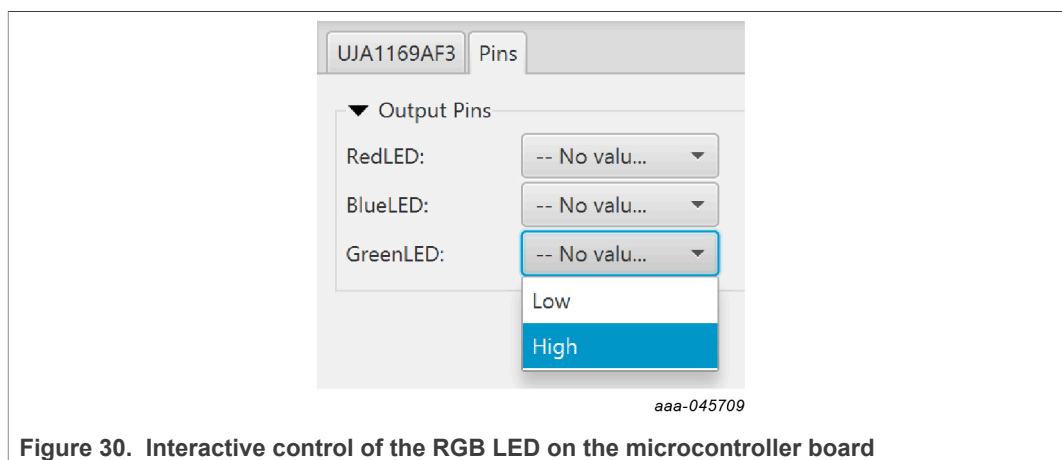 UJA1169AF3 Pins
Output Pins
RedLED: -- No valu...
BlueLED: -- No valu...
GreenLED: -- No valu...
Low
High
aaa-045709
Figure 30. Interactive control of the RGB LED on the microcontroller board